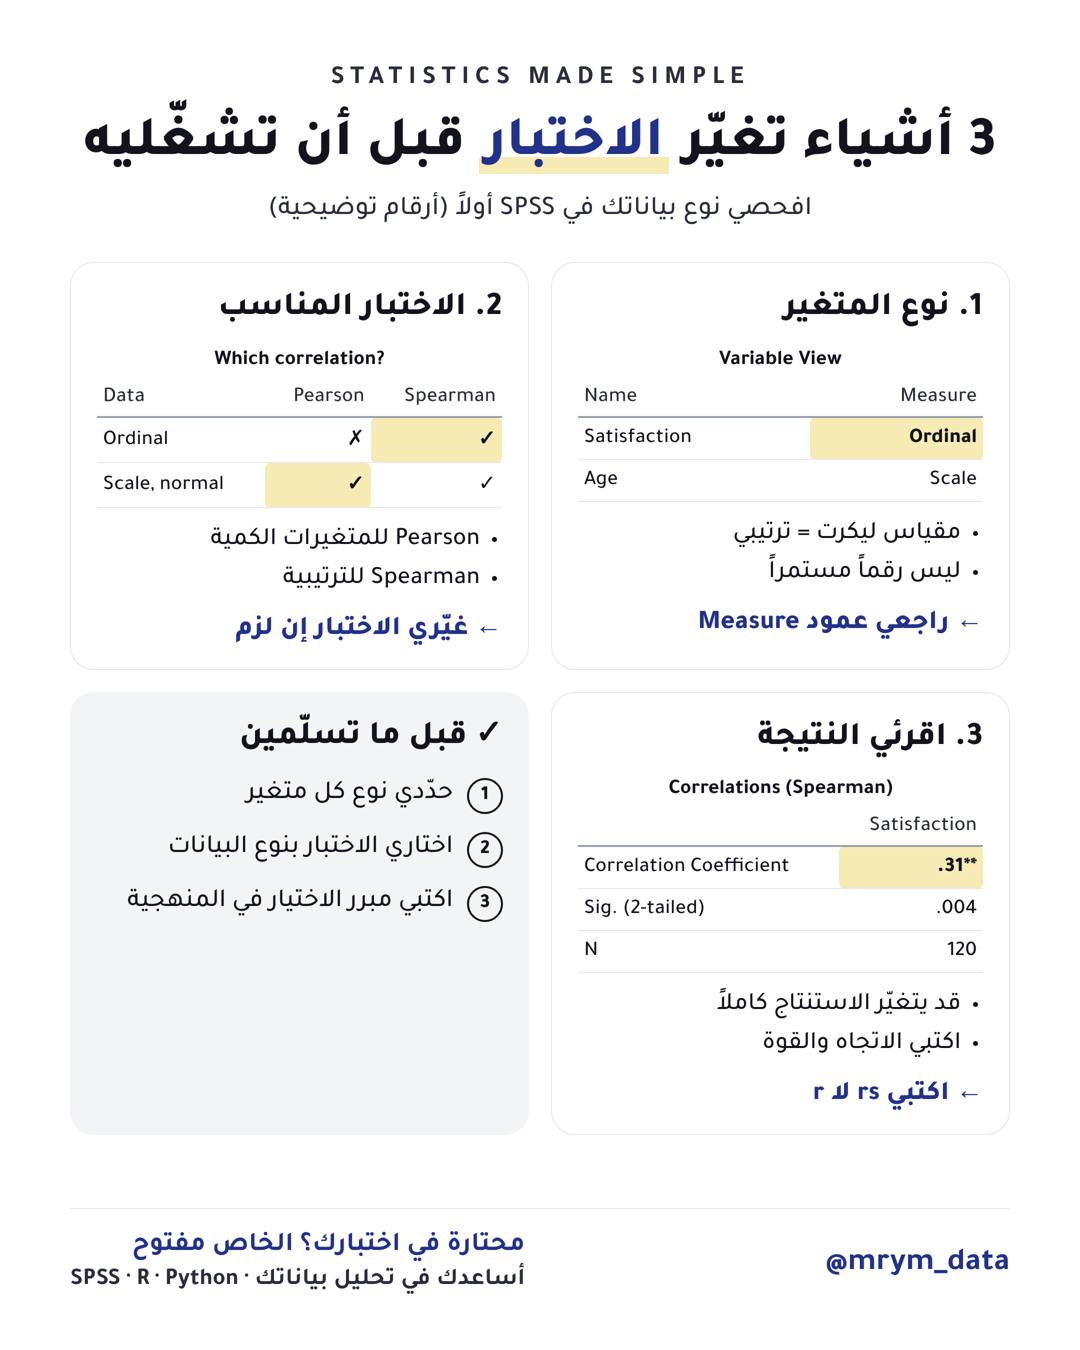 STATISTICS MADE SIMPLE
3 أشياء تغيّر الاختبار قبل أن تشغّليه
افحصي نوع بياناتك في SPSS أولاً (أرقام توضيحية)
1. نوع المتغير
Variable View
Name Measure
Satisfaction Ordinal
Age Scale
• مقياس ليكرت = ترتيبي
• ليس رقماً مستمراً
← راجعي عمود Measure
2. الاختبار المناسب
Which correlation?
Data Pearson Spearman
Ordinal ✗ ✓
Scale, normal ✓ ✓
• Pearson للمتغيرات الكمية
• Spearman للترتيبية
← غيّري الاختبار إن لزم
3. اقرئي النتيجة
Correlations (Spearman)
Satisfaction
Correlation Coefficient .31**
Sig. (2-tailed) .004
N 120
• قد يتغيّر الاستنتاج كاملاً
• اكتبي الاتجاه والقوة
← اكتبي rs لا r
✓ قبل ما تسلّمين
1 حدّدي نوع كل متغير
2 اختاري الاختبار بنوع البيانات
3 اكتبي مبرر الاختيار في المنهجية
@mrym_data
محتارة في اختبارك؟ الخاص مفتوح
أساعدك في تحليل بياناتك · SPSS · R · Python